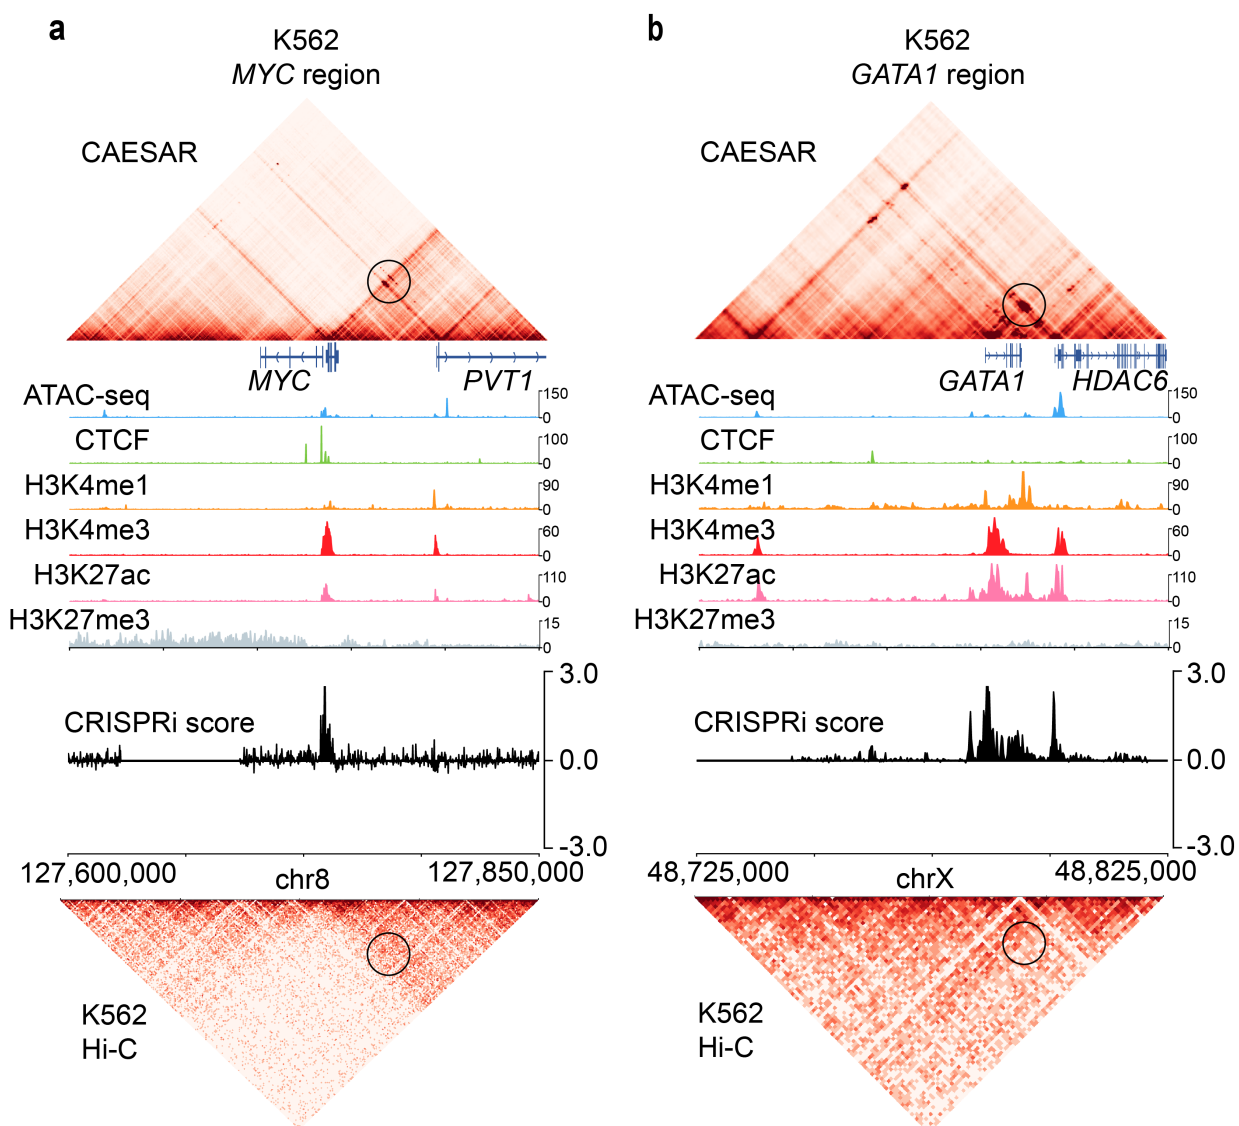 a
K562
MYC region
CAESAR
MYC
PVT1
ATAC-seq
150
0
CTCF
100
0
H3K4me1
90
0
H3K4me3
60
0
H3K27ac
110
0
H3K27me3
15
0
CRISPRi score
3.0
0.0
-3.0
127,600,000
chr8
127,850,000
K562
Hi-C
b
K562
GATA1 region
CAESAR
GATA1
HDAC6
ATAC-seq
150
0
CTCF
100
0
H3K4me1
90
0
H3K4me3
60
0
H3K27ac
110
0
H3K27me3
15
0
CRISPRi score
3.0
0.0
-3.0
48,725,000
chrX
48,825,000
K562
Hi-C